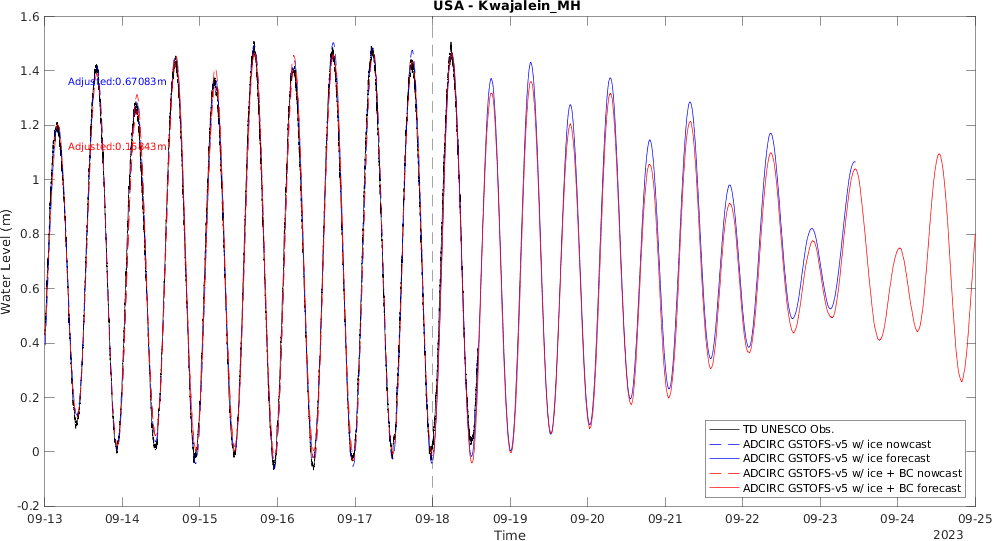 USA - Kwajalein_MH
1.6
1.4
1.2
1
0.8
0.6
0.4
0.2
0
-0.2
Water Level (m)
Adjusted:0.67083m
Adjusted:0.15843m
TD UNESCO Obs.
ADCIRC GSTOFS-v5 w/ ice nowcast
ADCIRC GSTOFS-v5 w/ ice forecast
ADCIRC GSTOFS-v5 w/ ice + BC nowcast
ADCIRC GSTOFS-v5 w/ ice + BC forecast
09-13 09-14 09-15 09-16 09-17 09-18 09-19 09-20 09-21 09-22 09-23 09-24 09-25
Time
2023